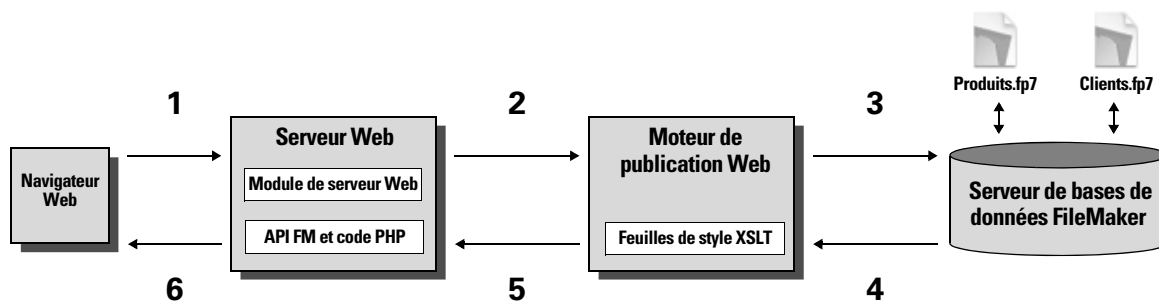 Produits.fp7
Clients.fp7
1
2
3
Navigateur
Web
Serveur Web
Module de serveur Web
API FM et code PHP
Moteur de
publication Web
Feuilles de style XSLT
Serveur de bases de
données FileMaker
6
5
4